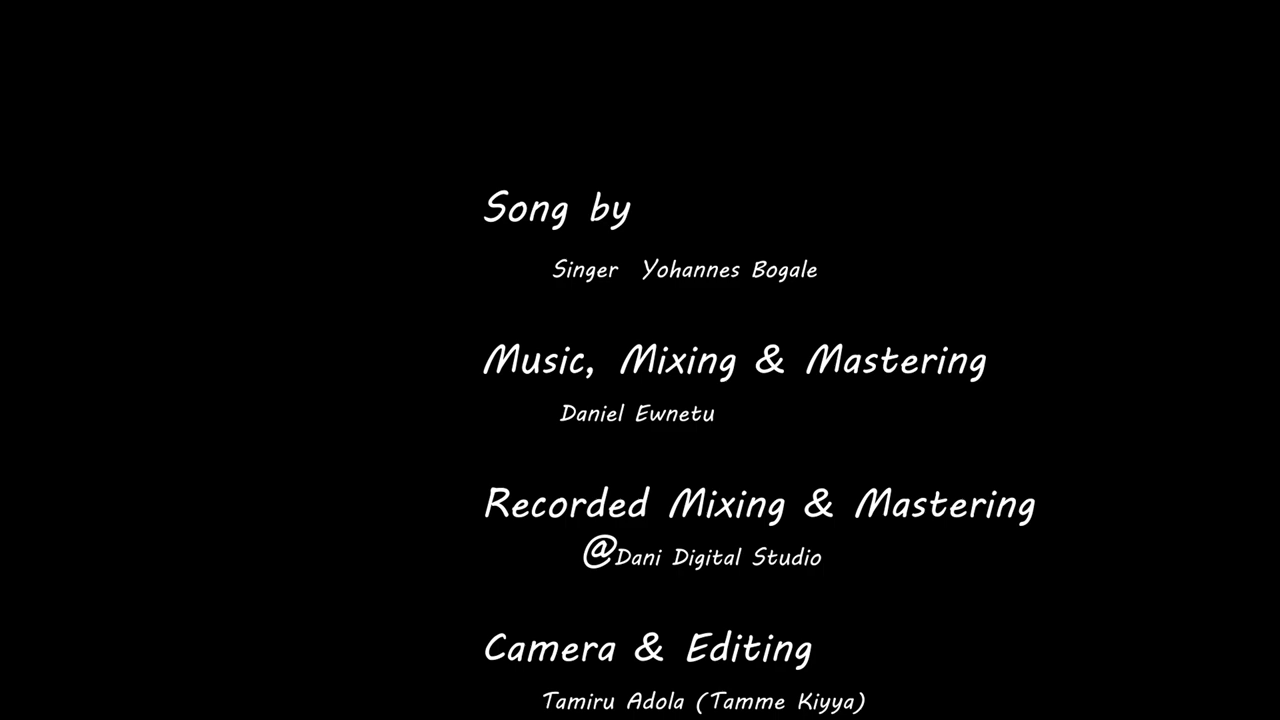 Song by
Singer Yohannes Bogale
Music, Mixing & Mastering
Daniel Ewnetu
Recorded Mixing & Mastering
@Dani Digital Studio
Camera & Editing
Tamiru Adola (Tamme Kiyya)